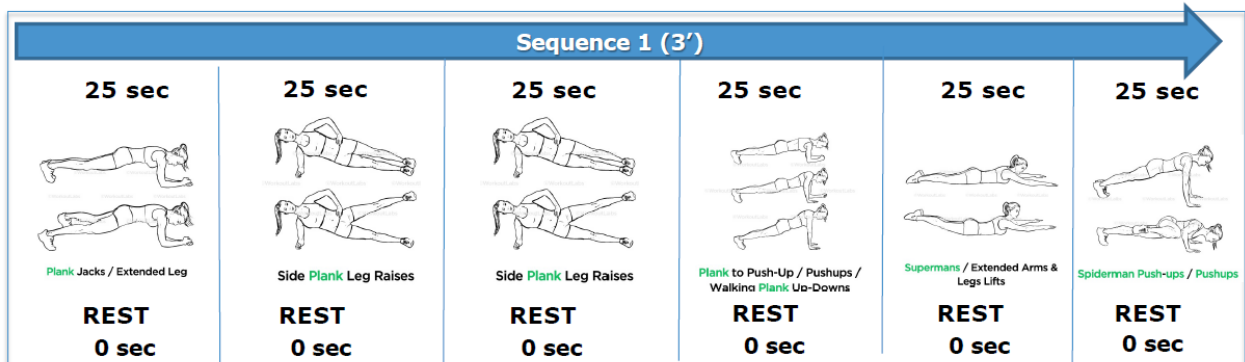 Sequence 1 (3’)
25 sec
Plank Jacks / Extended Leg
REST
0 sec
25 sec
Side Plank Leg Raises
REST
0 sec
25 sec
Side Plank Leg Raises
REST
0 sec
25 sec
Plank to Push-Up / Pushups /
Walking Plank Up-Downs
REST
0 sec
25 sec
Supermans / Extended Arms &
Legs Lifts
REST
0 sec
25 sec
Spiderman Push-ups / Pushups
REST
0 sec